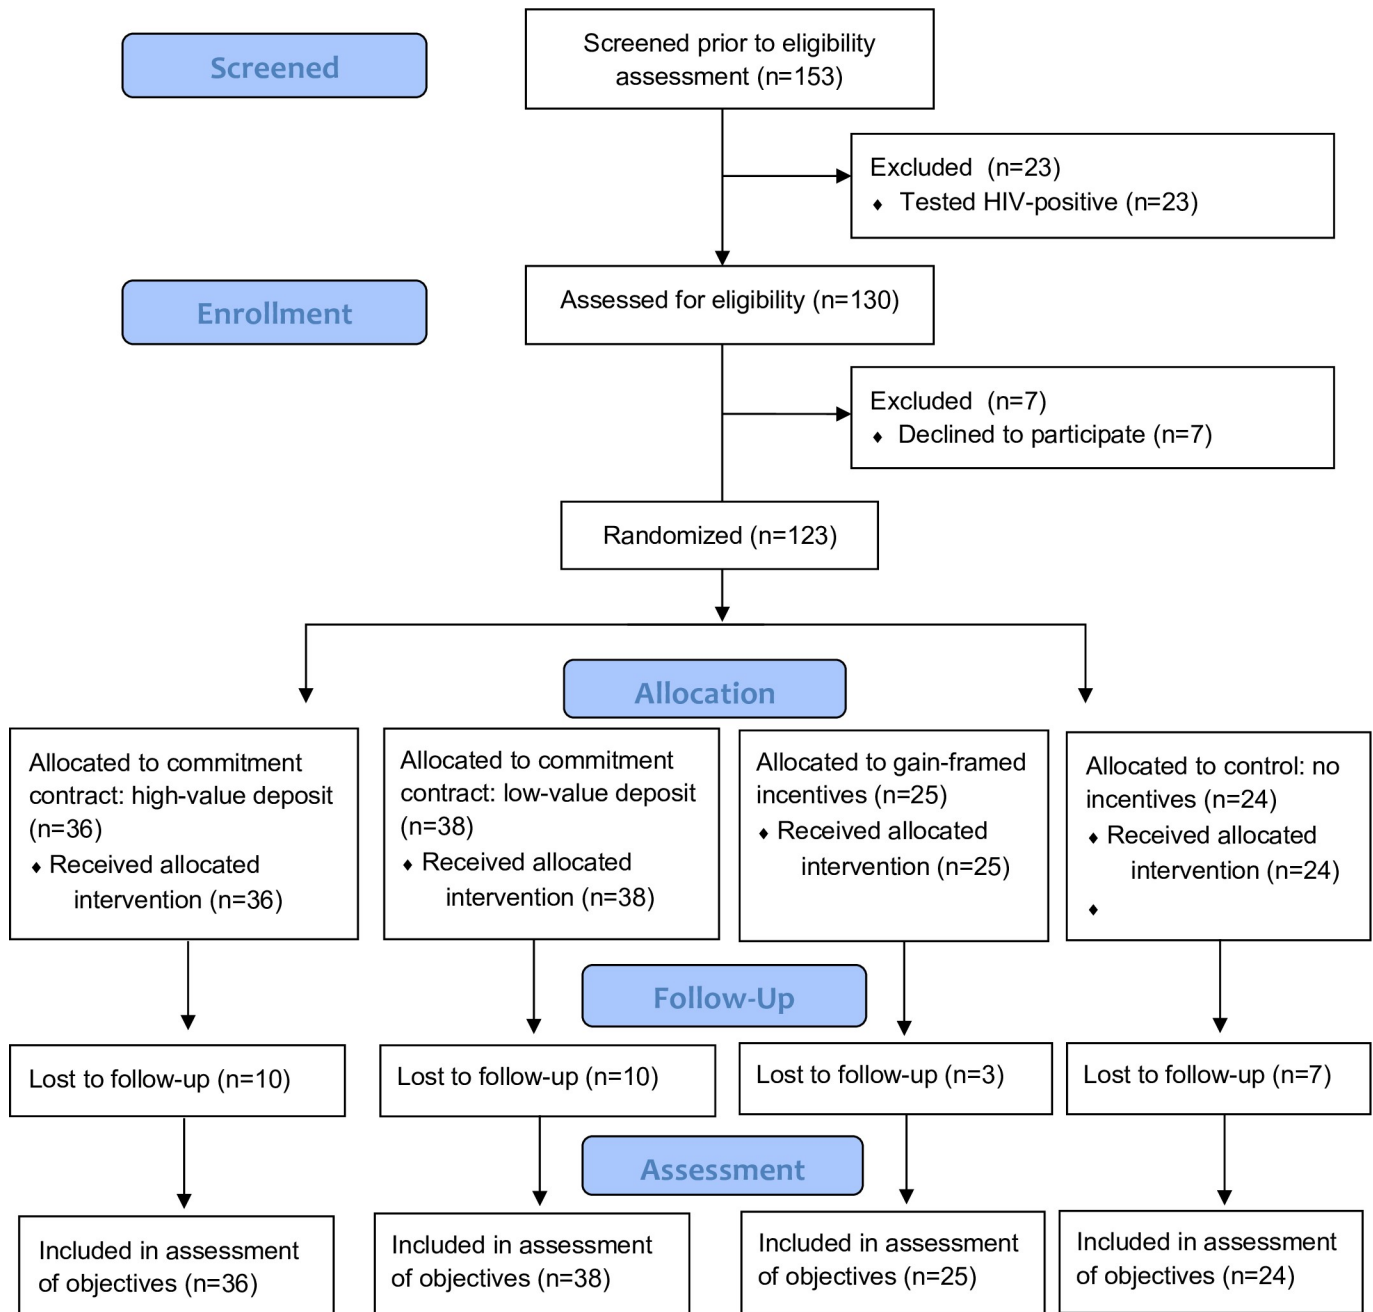 Screened
Screened prior to eligibility
assessment (n=153)
Excluded (n=23)
♦ Tested HIV-positive (n=23)
Enrollment
Assessed for eligibility (n=130)
Excluded (n=7)
♦ Declined to participate (n=7)
Randomized (n=123)
Allocation
Allocated to commitment
contract: high-value deposit
(n=36)
♦ Received allocated
intervention (n=36)
Allocated to commitment
contract: low-value deposit
(n=38)
♦ Received allocated
intervention (n=38)
Allocated to gain-framed
incentives (n=25)
♦ Received allocated
intervention (n=25)
Allocated to control: no
incentives (n=24)
♦ Received allocated
intervention (n=24)
♦
Follow-Up
Lost to follow-up (n=10)
Lost to follow-up (n=10)
Lost to follow-up (n=3)
Lost to follow-up (n=7)
Assessment
Included in assessment
of objectives (n=36)
Included in assessment
of objectives (n=38)
Included in assessment
of objectives (n=25)
Included in assessment
of objectives (n=24)